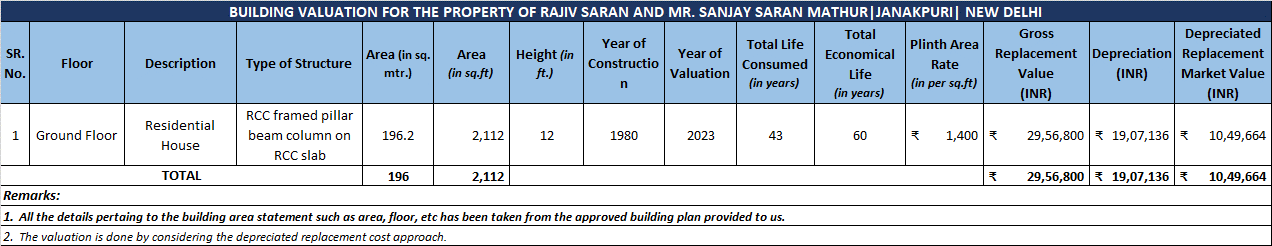 BUILDING VALUATION FOR THE PROPERTY OF RAJIV SARAN AND MR. SANJAY SARAN MATHUR|JANAKPURI| NEW DELHI
SR. No. Floor Description Type of Structure Area (in sq. mtr.) Area (in sq.ft) Height (in ft.) Year of Constructio n Year of Valuation Total Life Consumed (in years) Total Economical Life (in years) Plinth Area Rate (in per sq.ft) Gross Replacement Value (INR) Depreciation (INR) Depreciated Replacement Market Value (INR)
1 Ground Floor Residential House RCC framed pillar beam column on RCC slab 196.2 2,112 12 1980 2023 43 60 ₹ 1,400 ₹ 29,56,800 ₹ 19,07,136 ₹ 10,49,664
TOTAL 196 2,112 ₹ 29,56,800 ₹ 19,07,136 ₹ 10,49,664
Remarks:
1. All the details pertaining to the building area statement such as area, floor, etc has been taken from the approved building plan provided to us.
2. The valuation is done by considering the depreciated replacement cost approach.